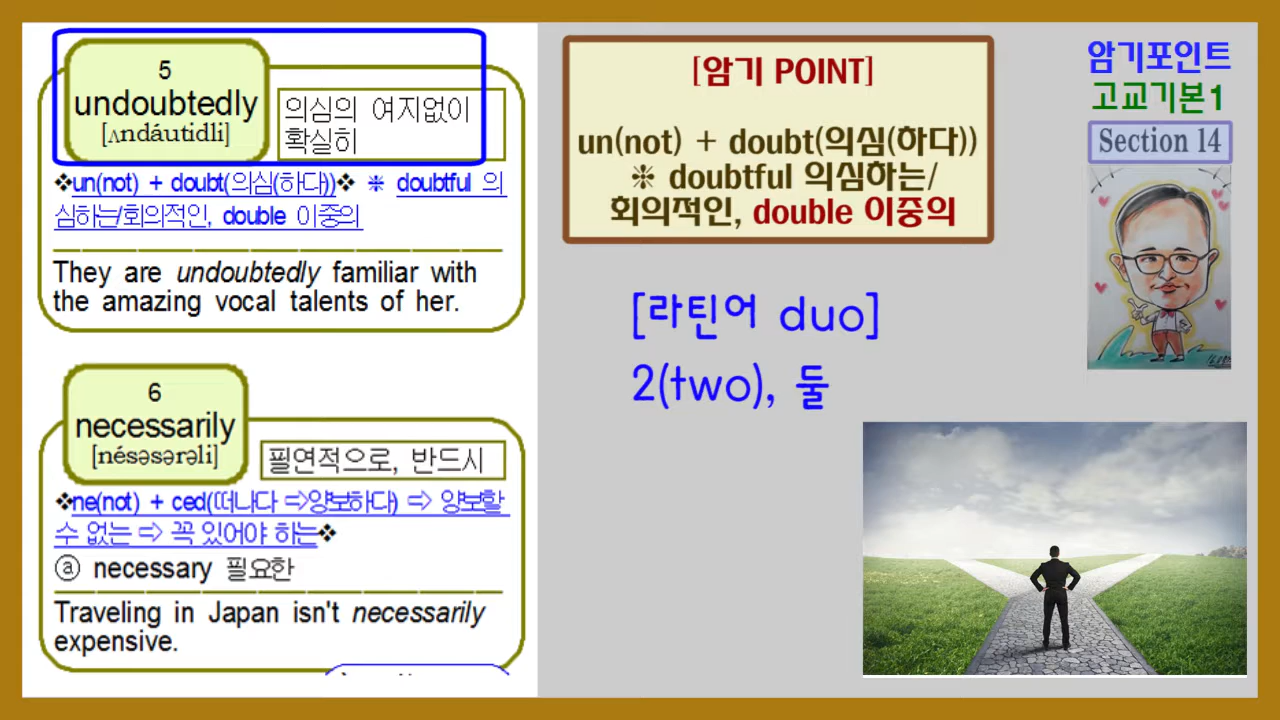 5
undoubtedly
[ʌndáutidli]
의심의 여지없이
확실히
❖un(not) + doubt(의심(하다))❖ ❈ doubtful 의
심하는/회의적인, double 이중의
They are undoubtedly familiar with
the amazing vocal talents of her.
6
necessarily
[nésəsərəli]
필연적으로, 반드시
❖ne(not) + ced(떠나다 ⇨양보하다) ⇨ 양보할
수 없는 ⇨ 꼭 있어야 하는❖
ⓐ necessary 필요한
Traveling in Japan isn't necessarily
expensive.
[암기 POINT]
un(not) + doubt(의심(하다))
❈ doubtful 의심하는/
회의적인, double 이중의
[라틴어 duo]
2(two), 둘
암기포인트
고교기본1
Section 14